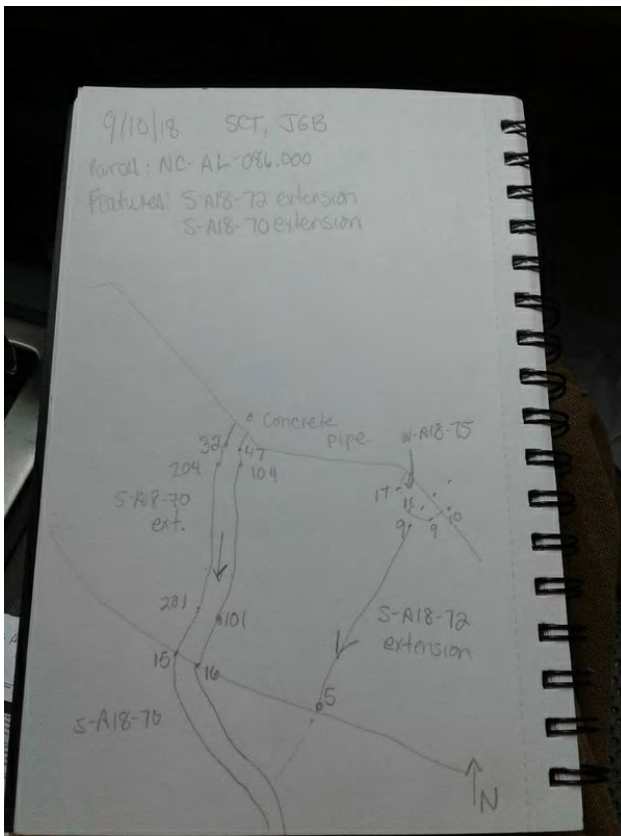 9/10/18 SCT, JGB
Parcel: NC-AL-086.000
Features: S-A18-72 extension
S-A18-70 extension
Concrete
pipe
W-A18-75
32
47
204
104
17
S-A18-70
ext.
11
9
9
10
201
101
S-A18-72
extension
15
16
5
S-A18-70
N